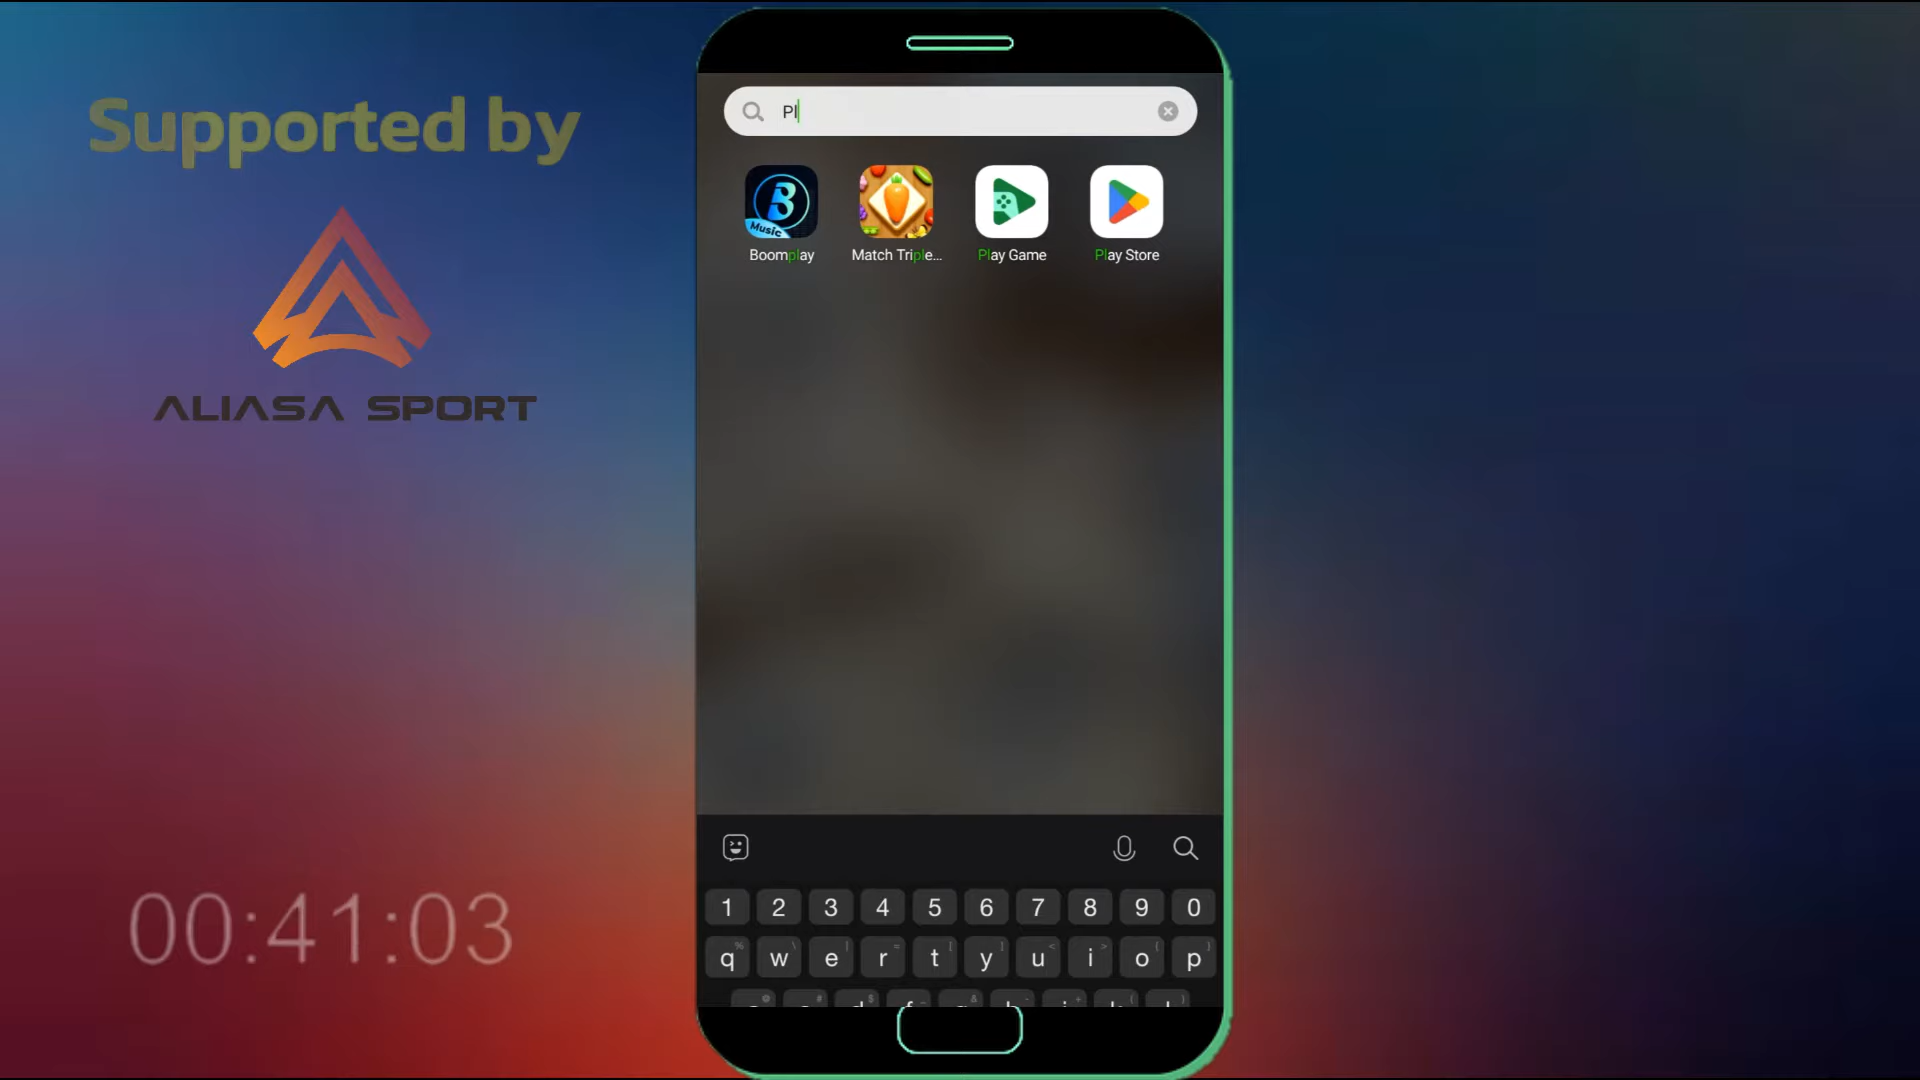 Supported by
ALIASA SPORT
00:41:03
Pl
Music
Boomplay
Match Triple...
Play Game
Play Store
1 2 3 4 5 6 7 8 9 0
q w e r t y u i o p